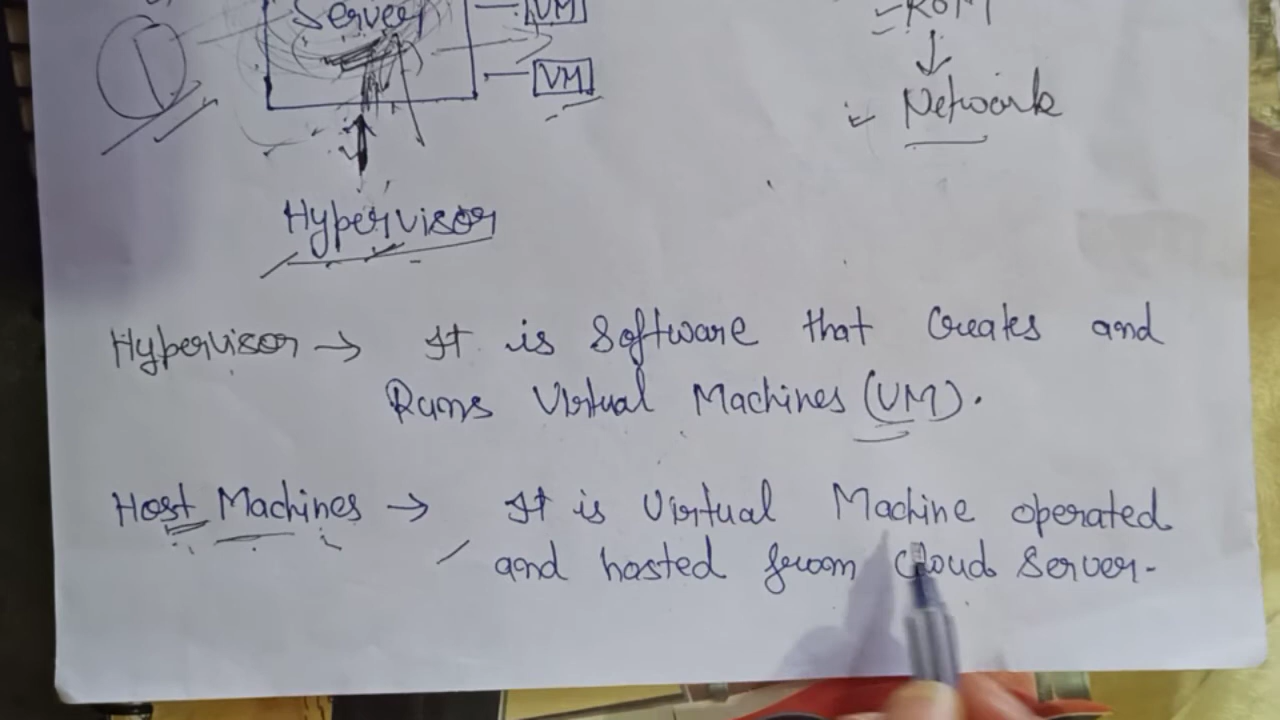 Server
VM
VM
ROM
Network
Hypervisor
Hypervisor → It is Software that Creates and
Runs Virtual Machines (VM).
Host Machines → It is Virtual Machine operated
and hosted from Cloud Server.